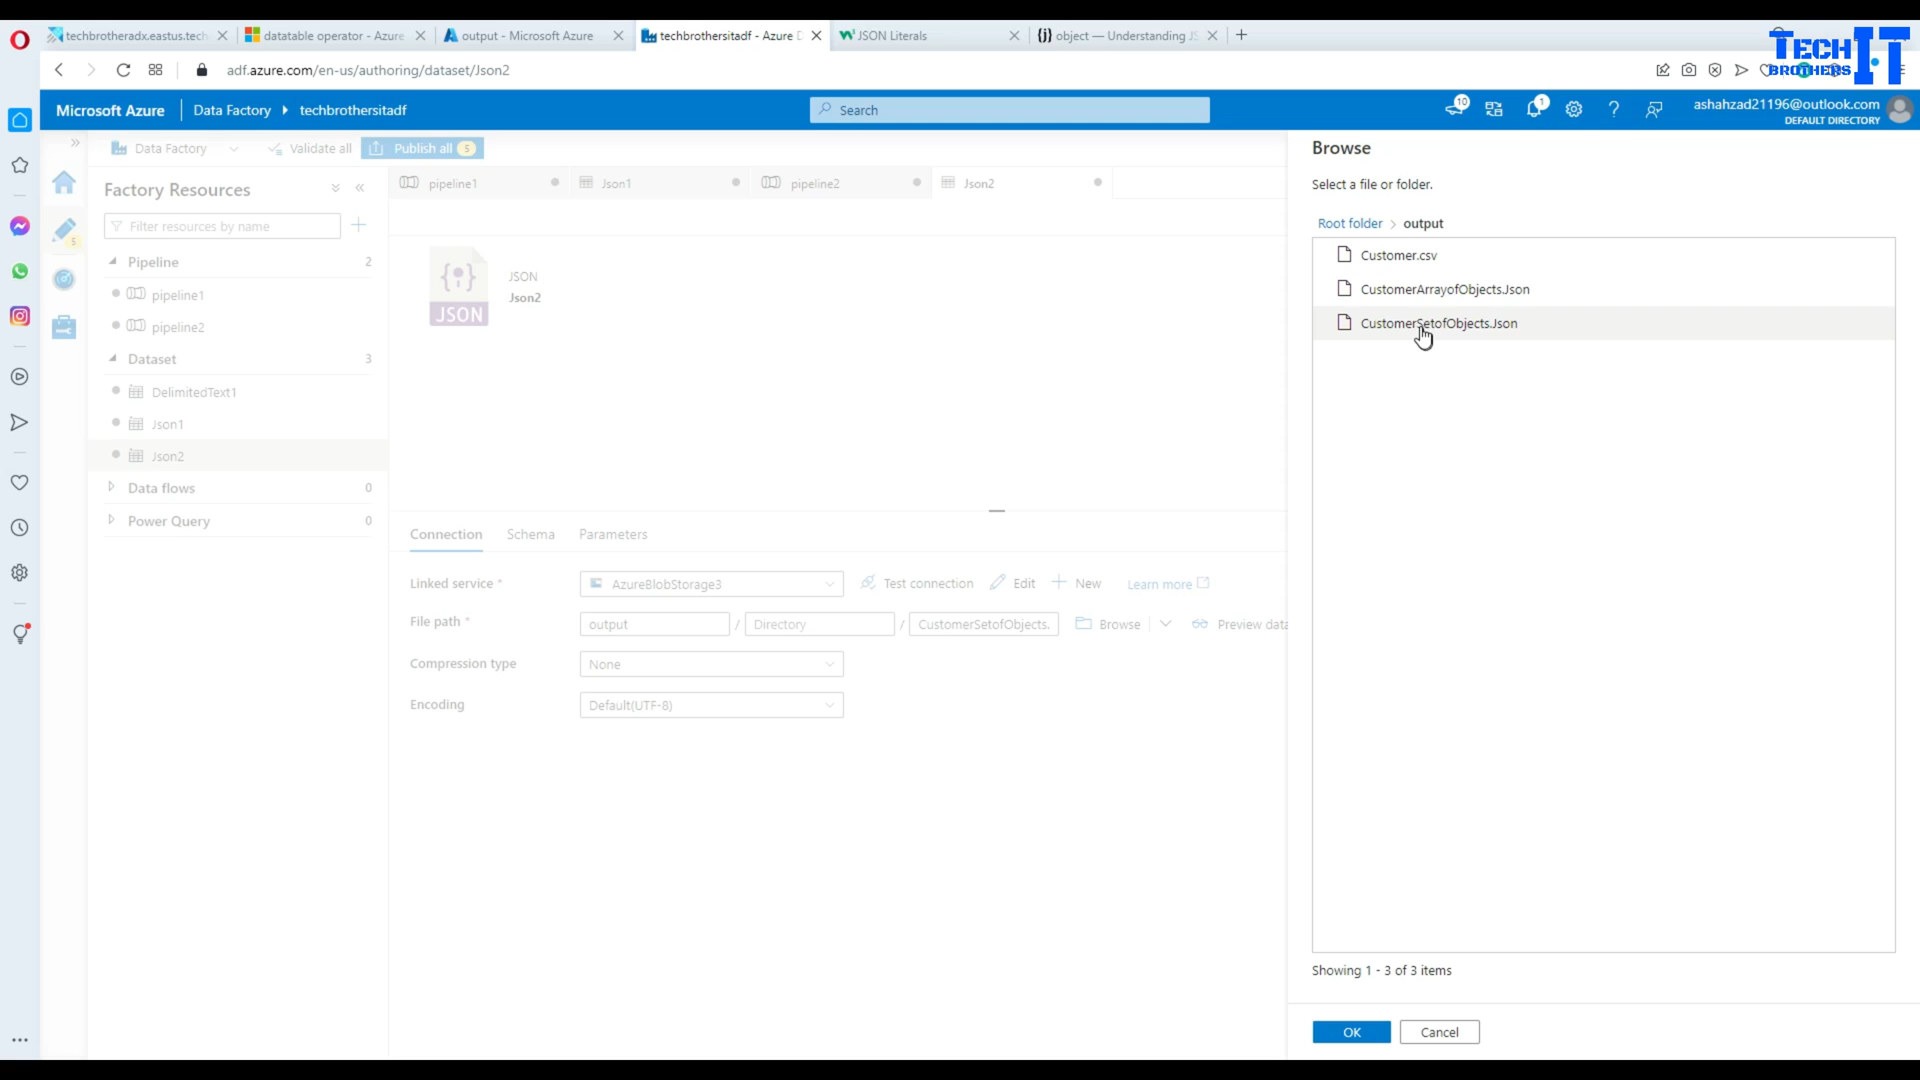 techbrotheradx.eastus.tech
datatable operator - Azure
output - Microsoft Azure
techbrothersitadf - Azure D
JSON Literals
object — Understanding JS
TECH IT
BROTHERS
adf.azure.com/en-us/authoring/dataset/Json2
Microsoft Azure
Data Factory
techbrothersitadf
Search
10
1
ashahzad21196@outlook.com
DEFAULT DIRECTORY
Data Factory
Validate all
Publish all
5
Browse
Factory Resources
pipeline1
Json1
pipeline2
Json2
Select a file or folder.
Filter resources by name
5
Root folder > output
Pipeline
2
pipeline1
pipeline2
Dataset
3
DelimitedText1
Json1
Json2
Data flows
0
Power Query
0
JSON
Json2
JSON
Customer.csv
CustomerArrayofObjects.Json
CustomerSetofObjects.Json
Connection
Schema
Parameters
Linked service *
AzureBlobStorage3
Test connection
Edit
New
Learn more
File path *
output
/
Directory
/
CustomerSetofObjects.
Browse
Preview data
Compression type
None
Encoding
Default(UTF-8)
Showing 1 - 3 of 3 items
OK
Cancel